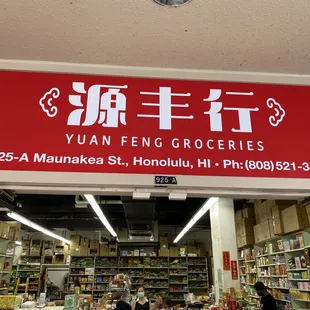 源丰行
YUAN FENG GROCERIES
25-A Maunakea St., Honolulu, HI • Ph: (808) 521-3
925 A